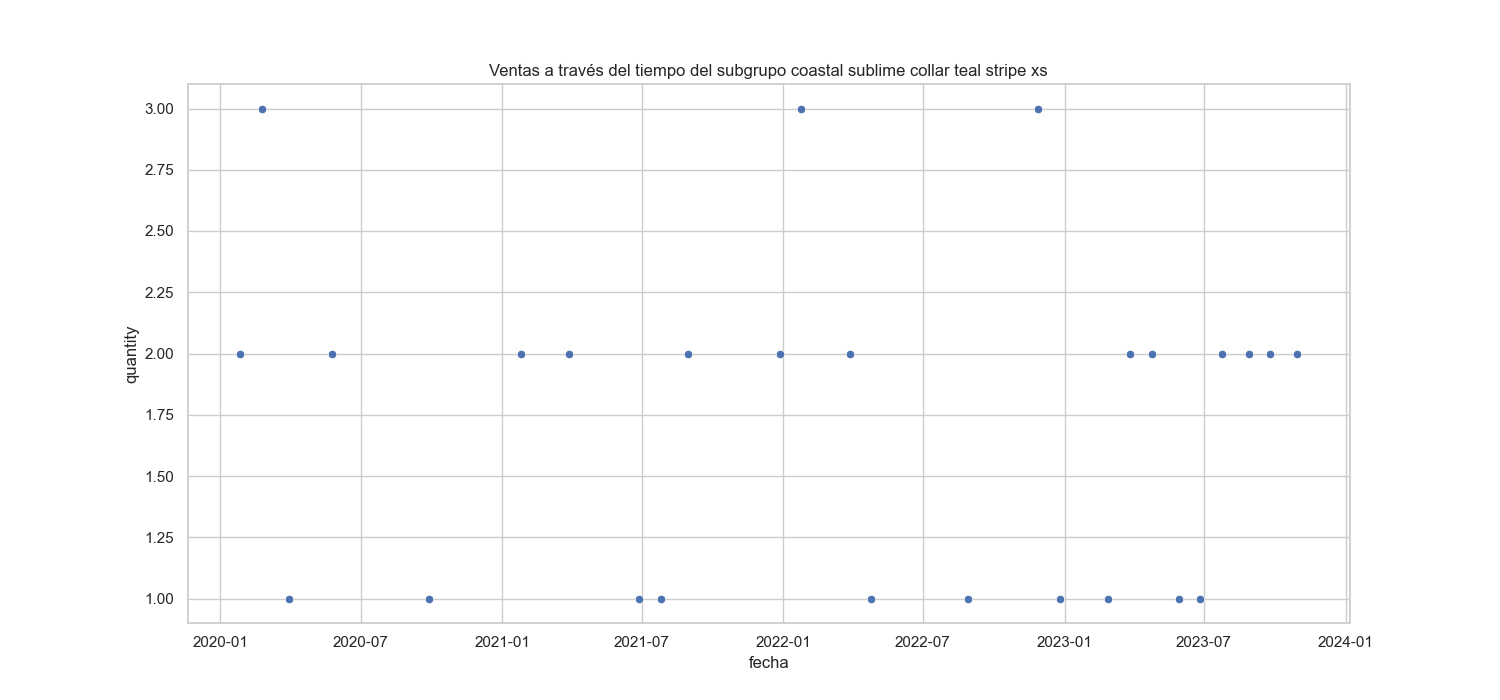 Ventas a través del tiempo del subgrupo coastal sublime collar teal stripe xs
3.00
2.75
2.50
2.25
2.00
1.75
1.50
1.25
1.00
quantity
2020-01 2020-07 2021-01 2021-07 2022-01 2022-07 2023-01 2023-07 2024-01
fecha